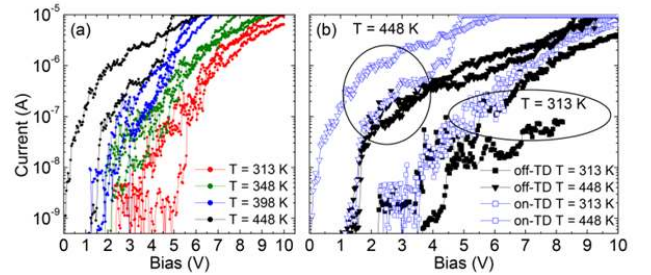 (a)
Current (A)
10⁻⁵
10⁻⁶
10⁻⁷
10⁻⁸
10⁻⁹
T = 313 K
T = 348 K
T = 398 K
T = 448 K
0 1 2 3 4 5 6 7 8 9 10
Bias (V)
(b)
T = 448 K
T = 313 K
off-TD T = 313 K
off-TD T = 448 K
on-TD T = 313 K
on-TD T = 448 K
0 1 2 3 4 5 6 7 8 9 10
Bias (V)